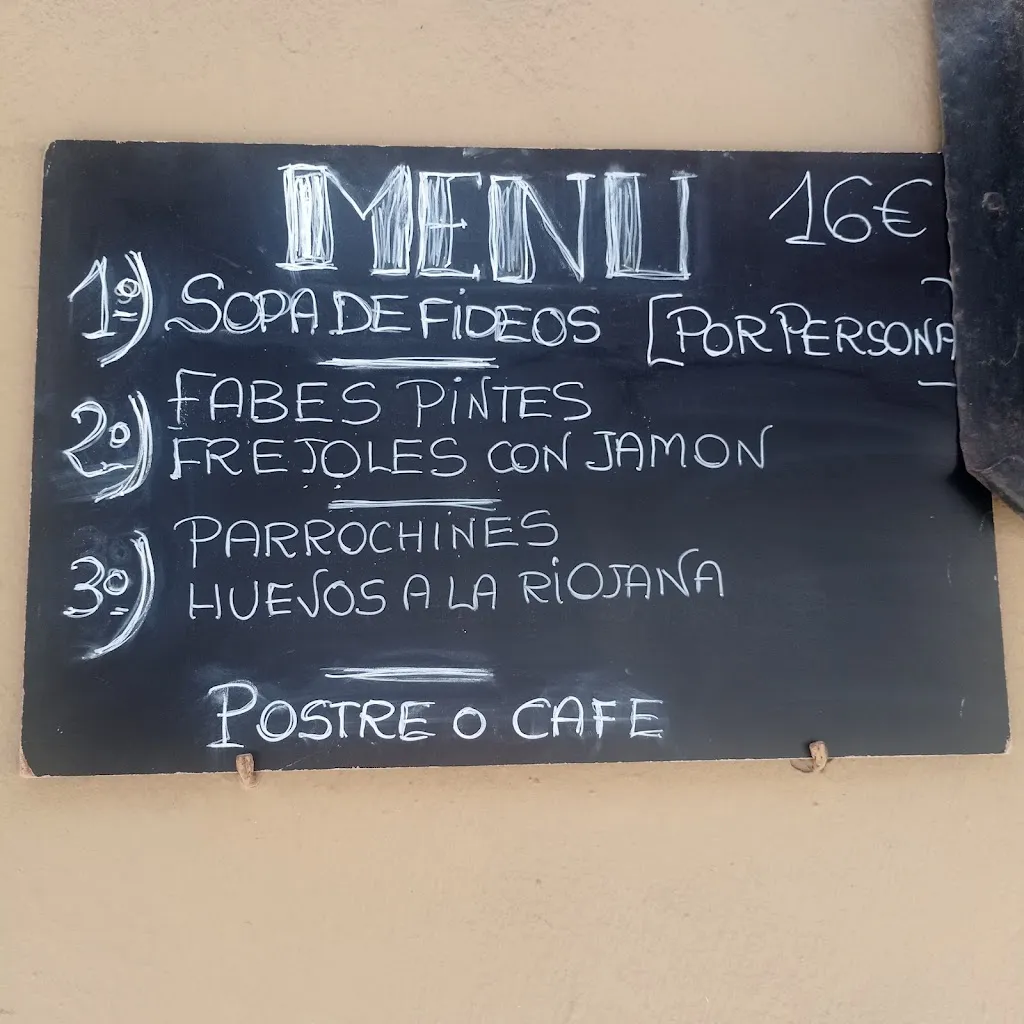 MENU 16€
1º) SOPA DE FIDEOS [POR PERSONA]
2º) FABES PINTES
FREJOLES CON JAMON
3º) PARROCHINES
HUEVOS A LA RIOJANA
POSTRE O CAFE